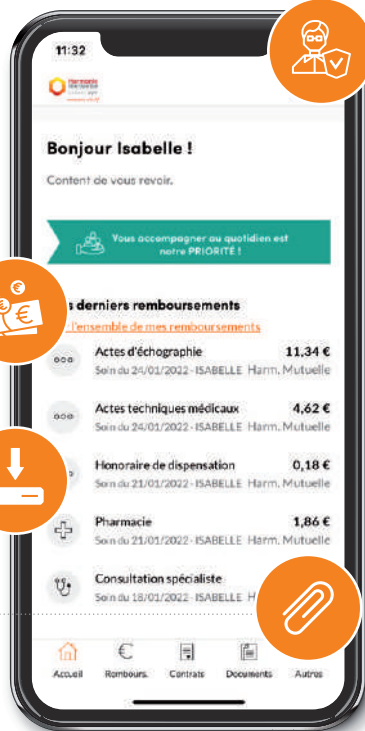 11:32
Harmonie
Bonjour Isabelle !
Content de vous revoir.
Vous accompagner au quotidien est
notre PRIORITÉ !
derniers remboursements
l'ensemble de mes remboursements
Actes d'échographie 11,34 €
Soin du 24/01/2022 - ISABELLE Harm. Mutuelle
Actes techniques médicaux 4,62 €
Soin du 24/01/2022 - ISABELLE Harm. Mutuelle
Honoraire de dispensation 0,18 €
Soin du 21/01/2022 - ISABELLE Harm. Mutuelle
Pharmacie 1,86 €
Soin du 21/01/2022 - ISABELLE Harm. Mutuelle
Consultation spécialiste
Soin du 18/01/2022 - ISABELLE H
Accueil Rembours. Contrats Documents Autres